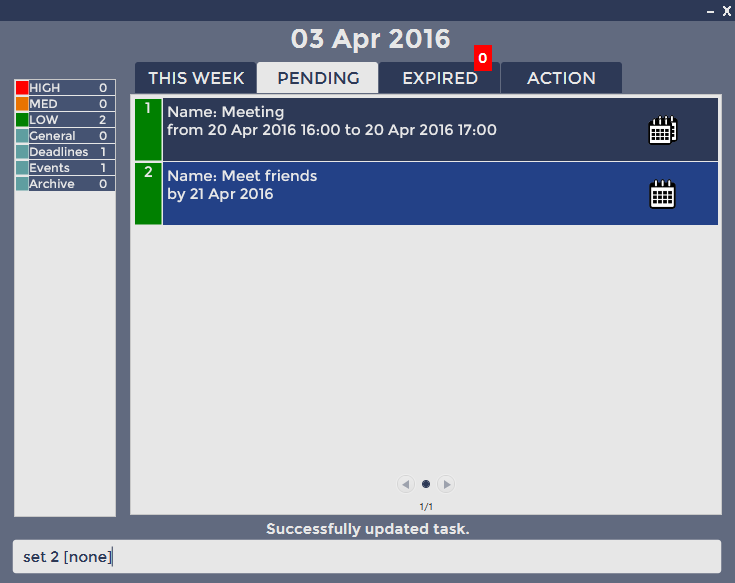 – X
03 Apr 2016
THIS WEEK PENDING EXPIRED 0 ACTION
HIGH 0
MED 0
LOW 2
General 0
Deadlines 1
Events 1
Archive 0
1 Name: Meeting
from 20 Apr 2016 16:00 to 20 Apr 2016 17:00
2 Name: Meet friends
by 21 Apr 2016
1/1
Successfully updated task.
set 2 [none]